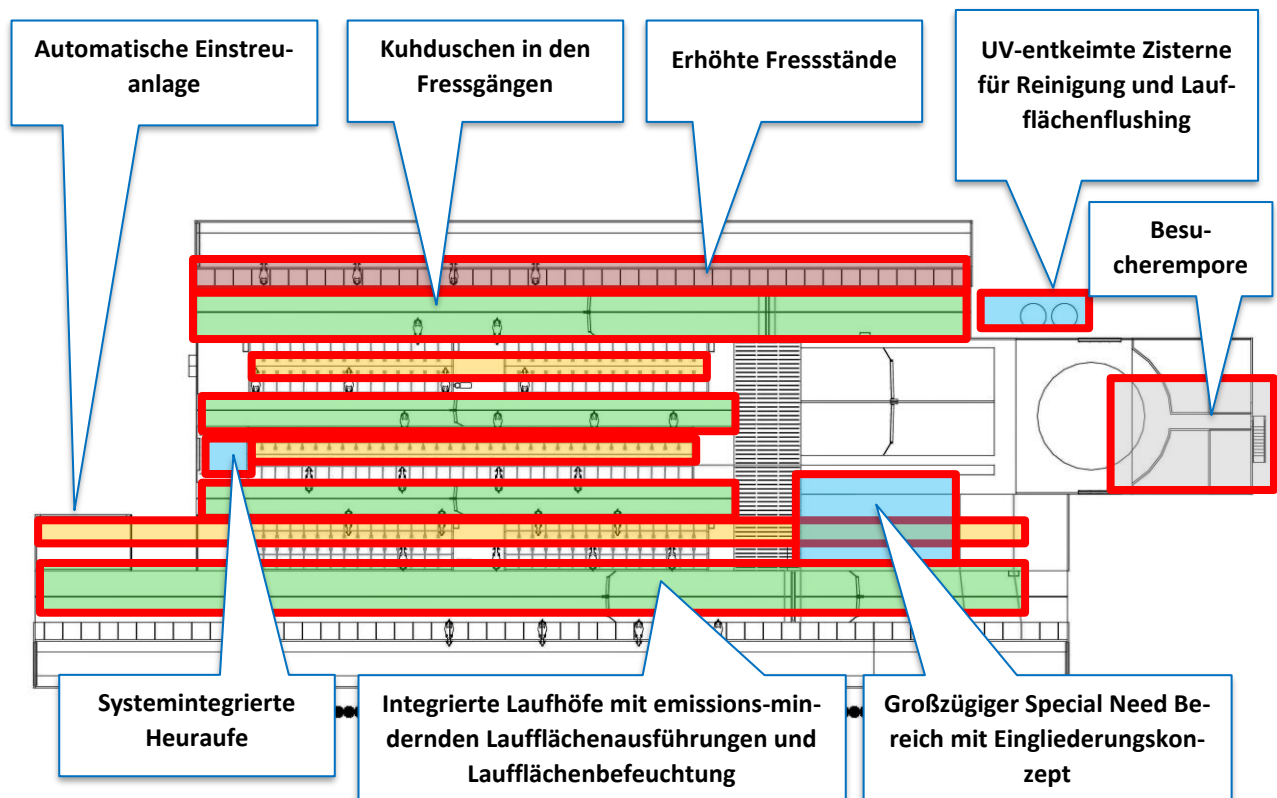 Automatische Einstreu-
anlage
Kuhduschen in den
Fressgängen
Erhöhte Fressstände
UV-entkeimte Zisterne
für Reinigung und Lauf-
flächenflushing
Besu-
cherempore
Systemintegrierte
Heuraufe
Integrierte Laufhöfe mit emissions-min-
dernden Laufflächenausführungen und
Laufflächenbefeuchtung
Großzügiger Special Need Be-
reich mit Eingliederungskon-
zept